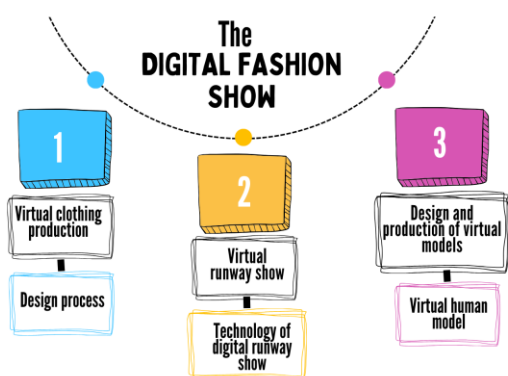 The
DIGITAL FASHION
SHOW
1
Virtual clothing
production
Design process
2
Virtual
runway show
Technology of
digital runway
show
3
Design and
production of virtual
models
Virtual human
model